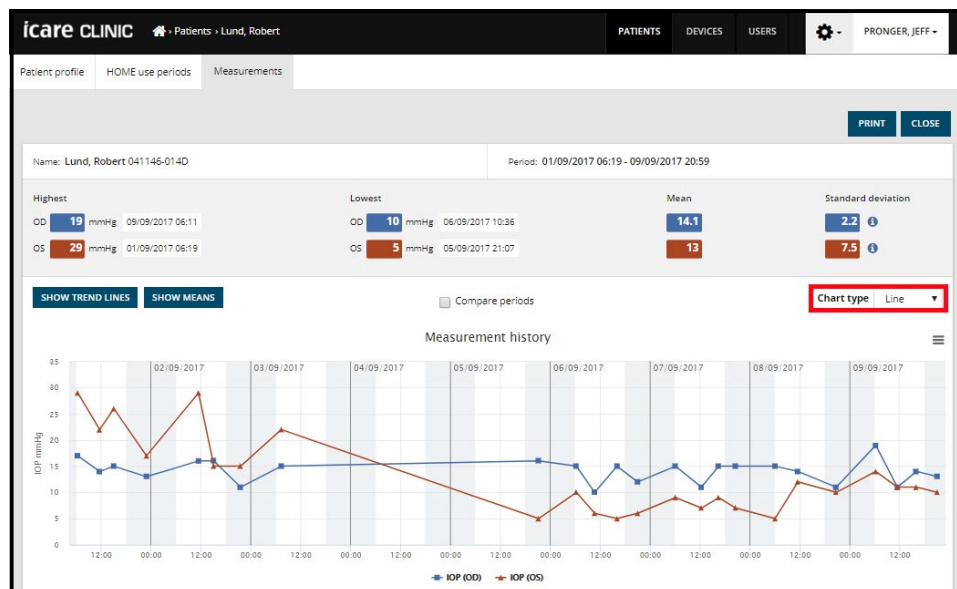 icare CLINIC › Patients › Lund, Robert PATIENTS DEVICES USERS PRONGER, JEFF
Patient profile HOME use periods Measurements
PRINT CLOSE
Name: Lund, Robert 041146-014D Period: 01/09/2017 06:19 - 09/09/2017 20:59
Highest Lowest Mean Standard deviation
OD 19 mmHg 09/09/2017 06:11 OD 10 mmHg 06/09/2017 10:36 14.1 2.2
OS 29 mmHg 01/09/2017 06:19 OS 5 mmHg 05/09/2017 21:07 13 7.5
SHOW TREND LINES SHOW MEANS Compare periods Chart type Line
Measurement history
02/09/2017 03/09/2017 04/09/2017 05/09/2017 06/09/2017 07/09/2017 08/09/2017 09/09/2017
IOP mmHg
35
30
25
20
15
10
5
0
12:00 00:00 12:00 00:00 12:00 00:00 12:00 00:00 12:00 00:00 12:00 00:00 12:00 00:00 12:00 00:00 12:00
IOP (OD) IOP (OS)